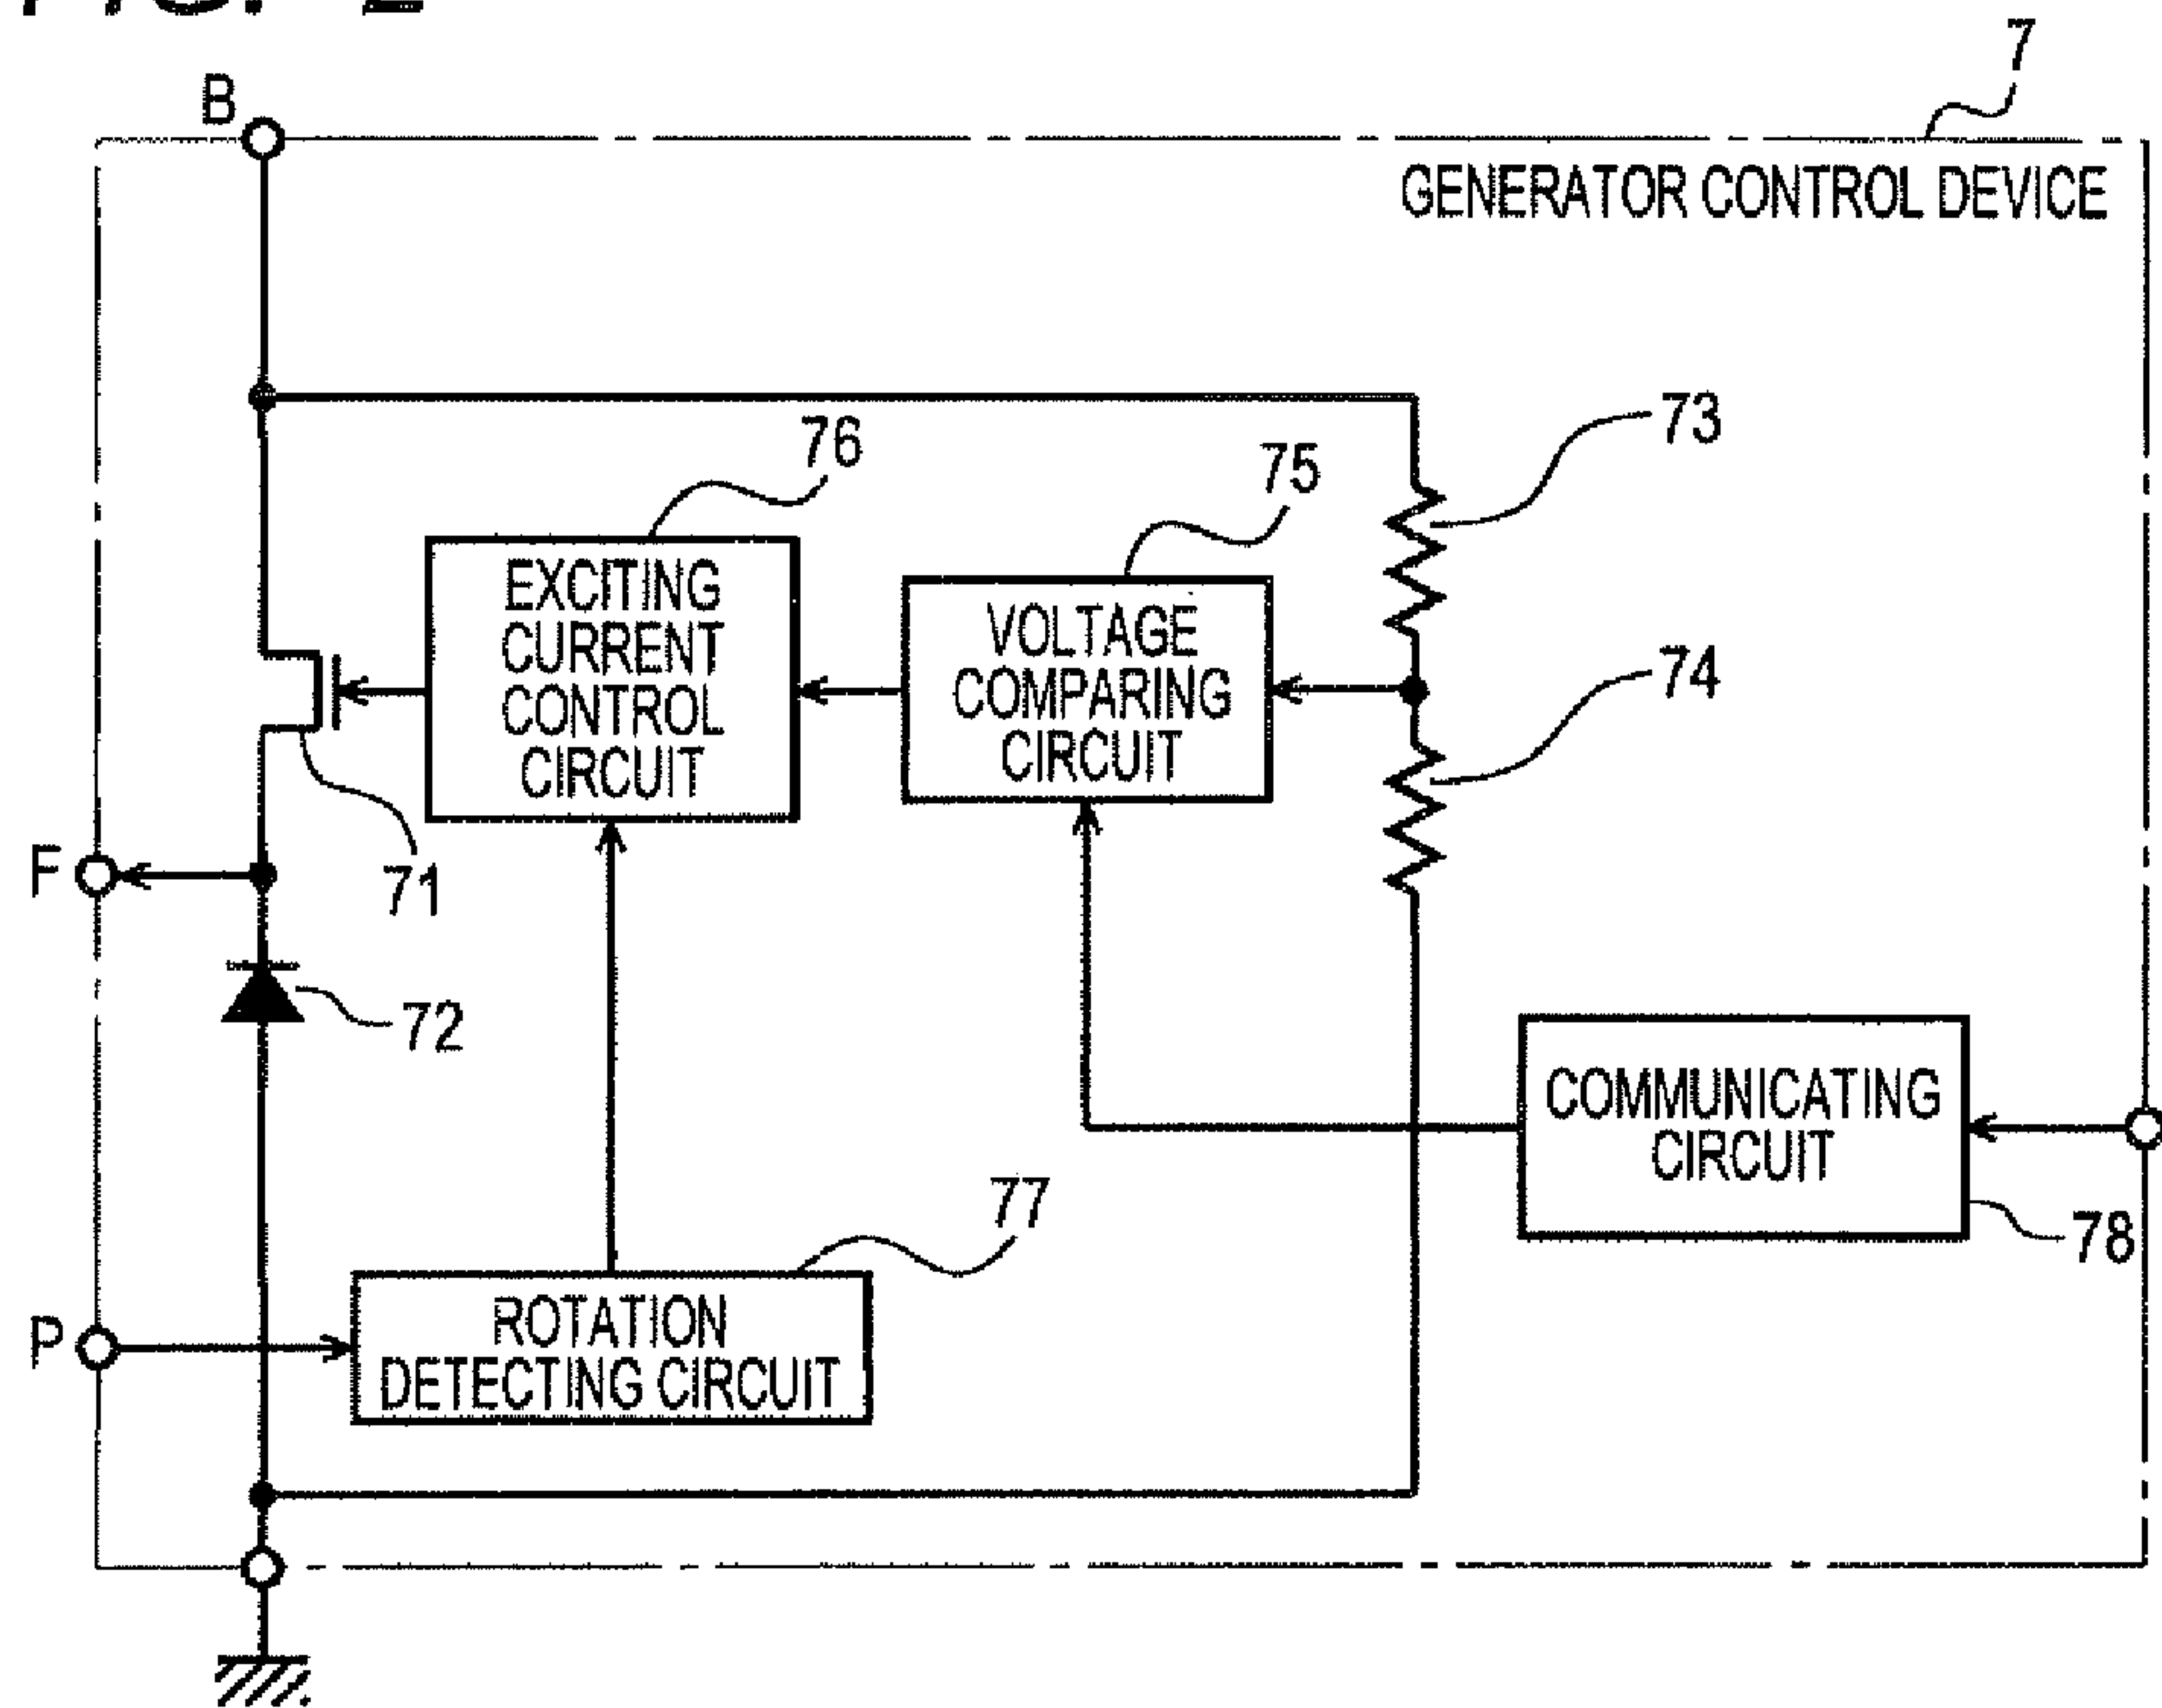 7
B
GENERATOR CONTROL DEVICE
73
76
75
EXCITING
CURRENT
CONTROL
CIRCUIT
VOLTAGE
COMPARING
CIRCUIT
74
F
71
72
COMMUNICATING
CIRCUIT
77
78
P
ROTATION
DETECTING CIRCUIT